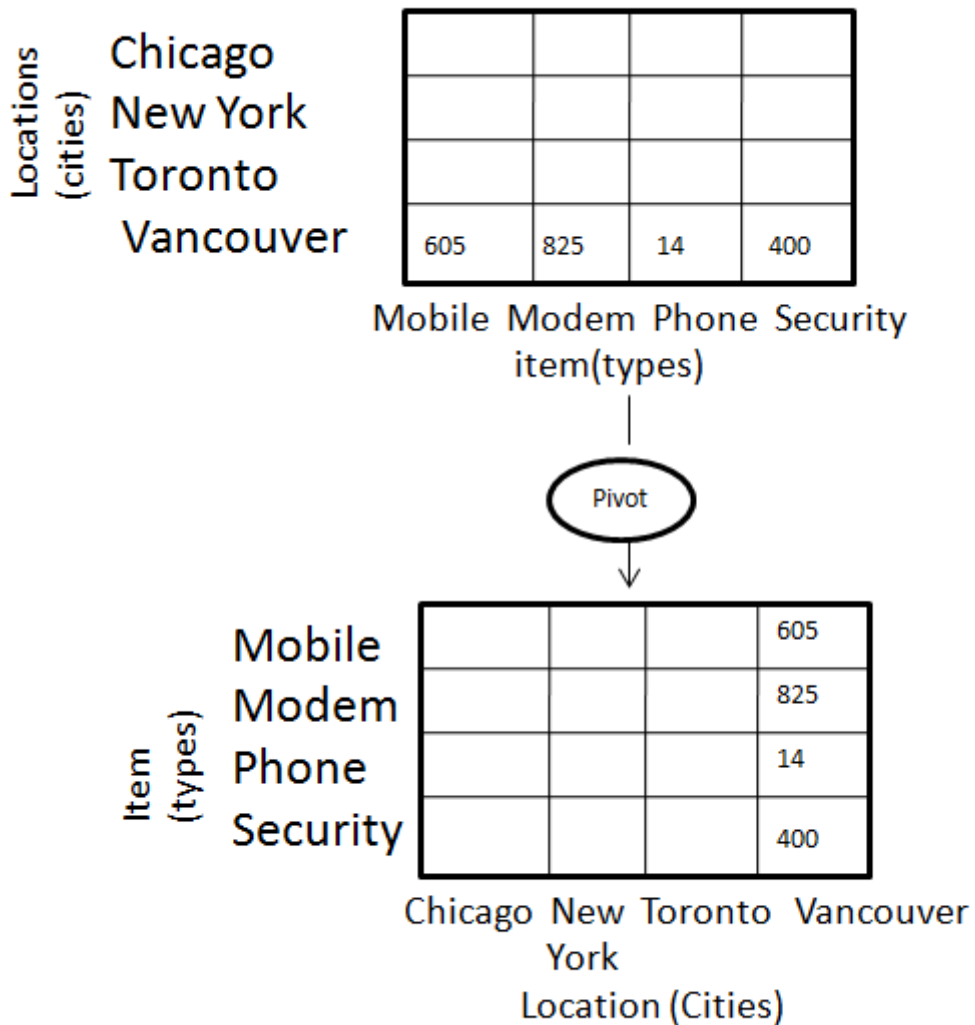 Locations
(cities)
Chicago
New York
Toronto
Vancouver
605 825 14 400
Mobile Modem Phone Security
item(types)
Pivot
Item
(types)
Mobile
Modem
Phone
Security
605
825
14
400
Chicago New Toronto Vancouver
York
Location (Cities)